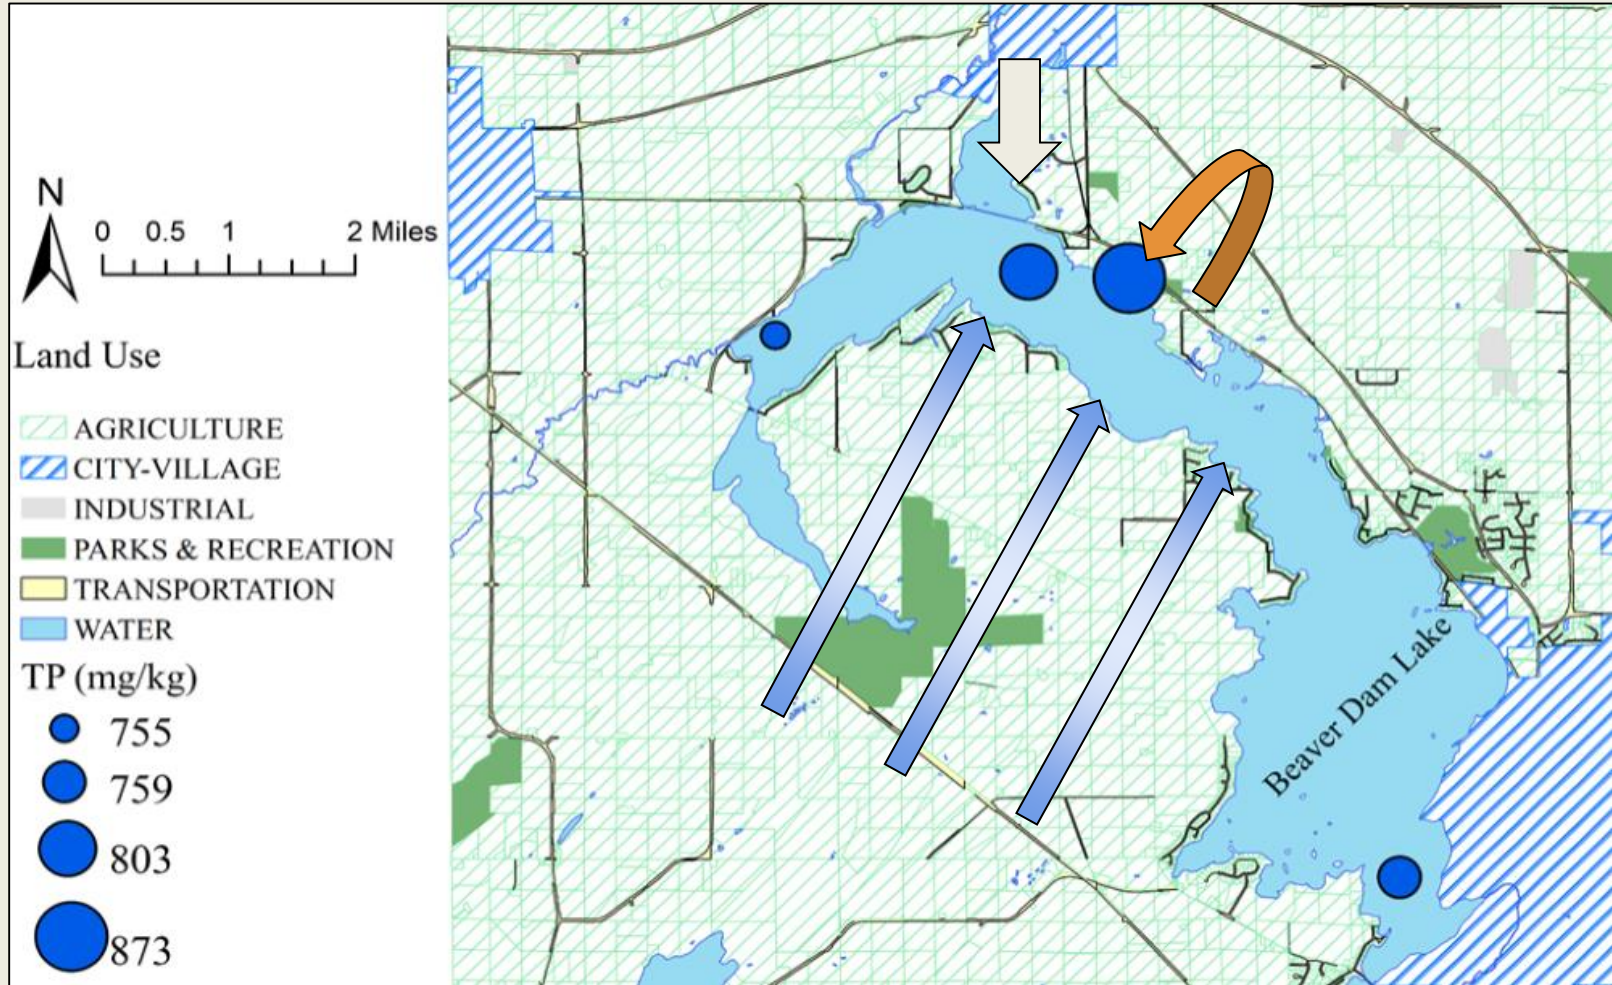 N
0 0.5 1 2 Miles
Land Use
AGRICULTURE
CITY-VILLAGE
INDUSTRIAL
PARKS & RECREATION
TRANSPORTATION
WATER
TP (mg/kg)
755
759
803
873
Beaver Dam Lake